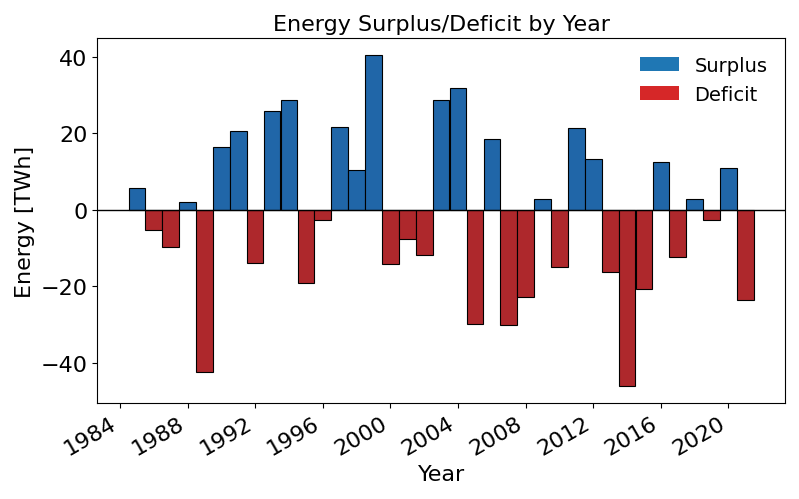 Energy Surplus/Deficit by Year
Surplus
Deficit
Energy [TWh]
40
20
0
−20
−40
1984 1988 1992 1996 2000 2004 2008 2012 2016 2020
Year